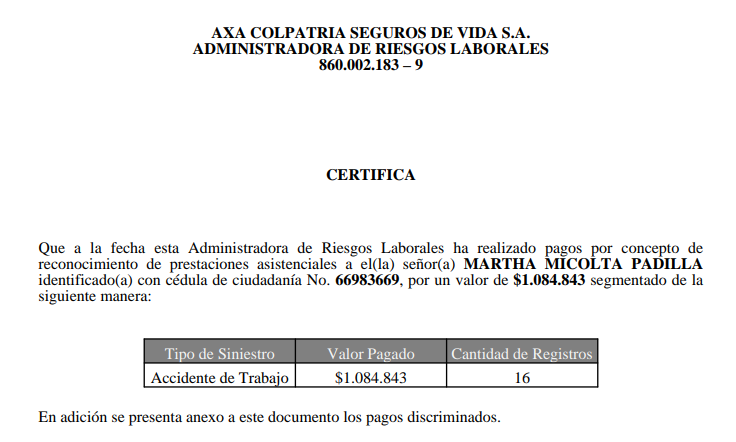 AXA COLPATRIA SEGUROS DE VIDA S.A.
ADMINISTRADORA DE RIESGOS LABORALES
860.002.183 – 9
CERTIFICA
Que a la fecha esta Administradora de Riesgos Laborales ha realizado pagos por concepto de
reconocimiento de prestaciones asistenciales a el(la) señor(a) MARTHA MICOLTA PADILLA
identificado(a) con cédula de ciudadanía No. 66983669, por un valor de $1.084.843 segmentado de la
siguiente manera:
Tipo de Siniestro Valor Pagado Cantidad de Registros
Accidente de Trabajo $1.084.843 16
En adición se presenta anexo a este documento los pagos discriminados.